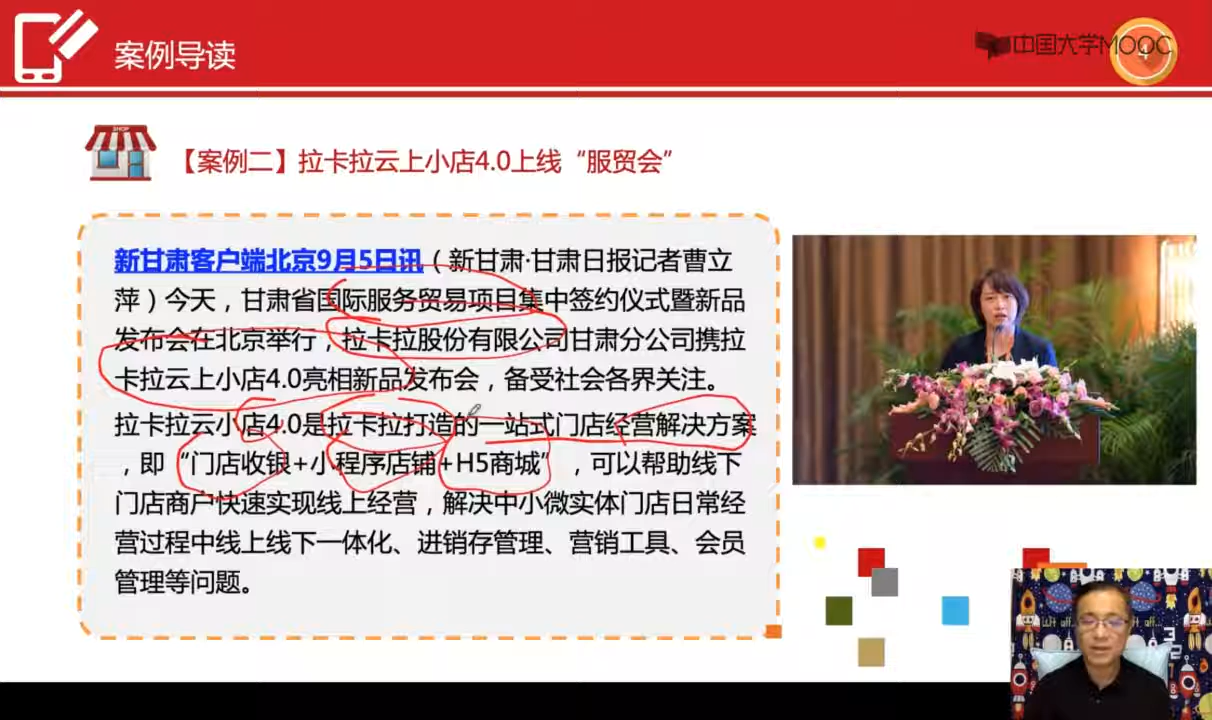 案例导读
中国大学MOOC
4
SHOP
【案例二】拉卡拉云上小店4.0上线“服贸会”
新甘肃客户端北京9月5日讯（新甘肃·甘肃日报记者曹立
萍）今天，甘肃省国际服务贸易项目集中签约仪式暨新品
发布会在北京举行，拉卡拉股份有限公司甘肃分公司携拉
卡拉云上小店4.0亮相新品发布会，备受社会各界关注。
拉卡拉云小店4.0是拉卡拉打造的一站式门店经营解决方案
，即“门店收银+小程序店铺+H5商城”，可以帮助线下
门店商户快速实现线上经营，解决中小微实体门店日常经
营过程中线上线下一体化、进销存管理、营销工具、会员
管理等问题。